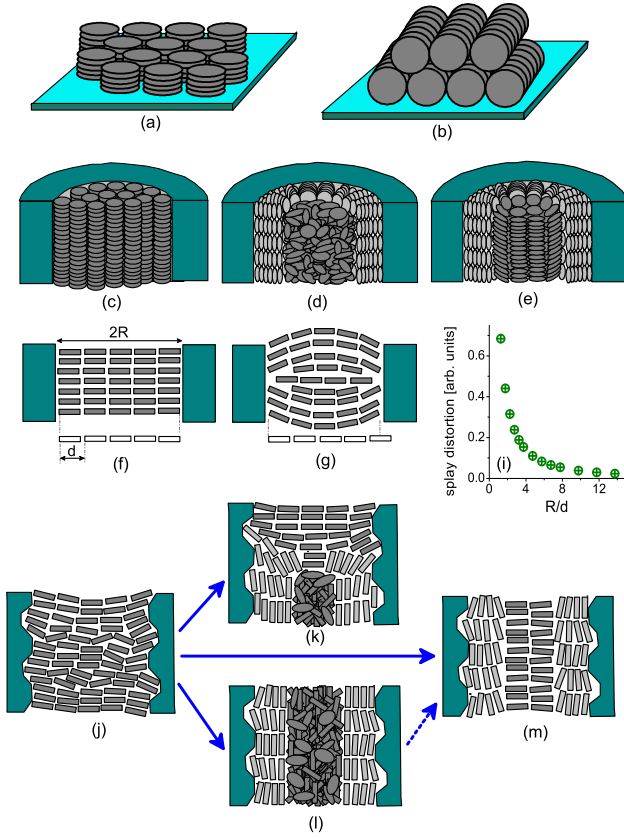 (a)
(b)
(c)
(d)
(e)
2R
d
(f)
(g)
splay distortion [arb. units]
0.6
0.4
0.2
0.0
(i)
0 4 8 12
R/d
(j)
(k)
(l)
(m)